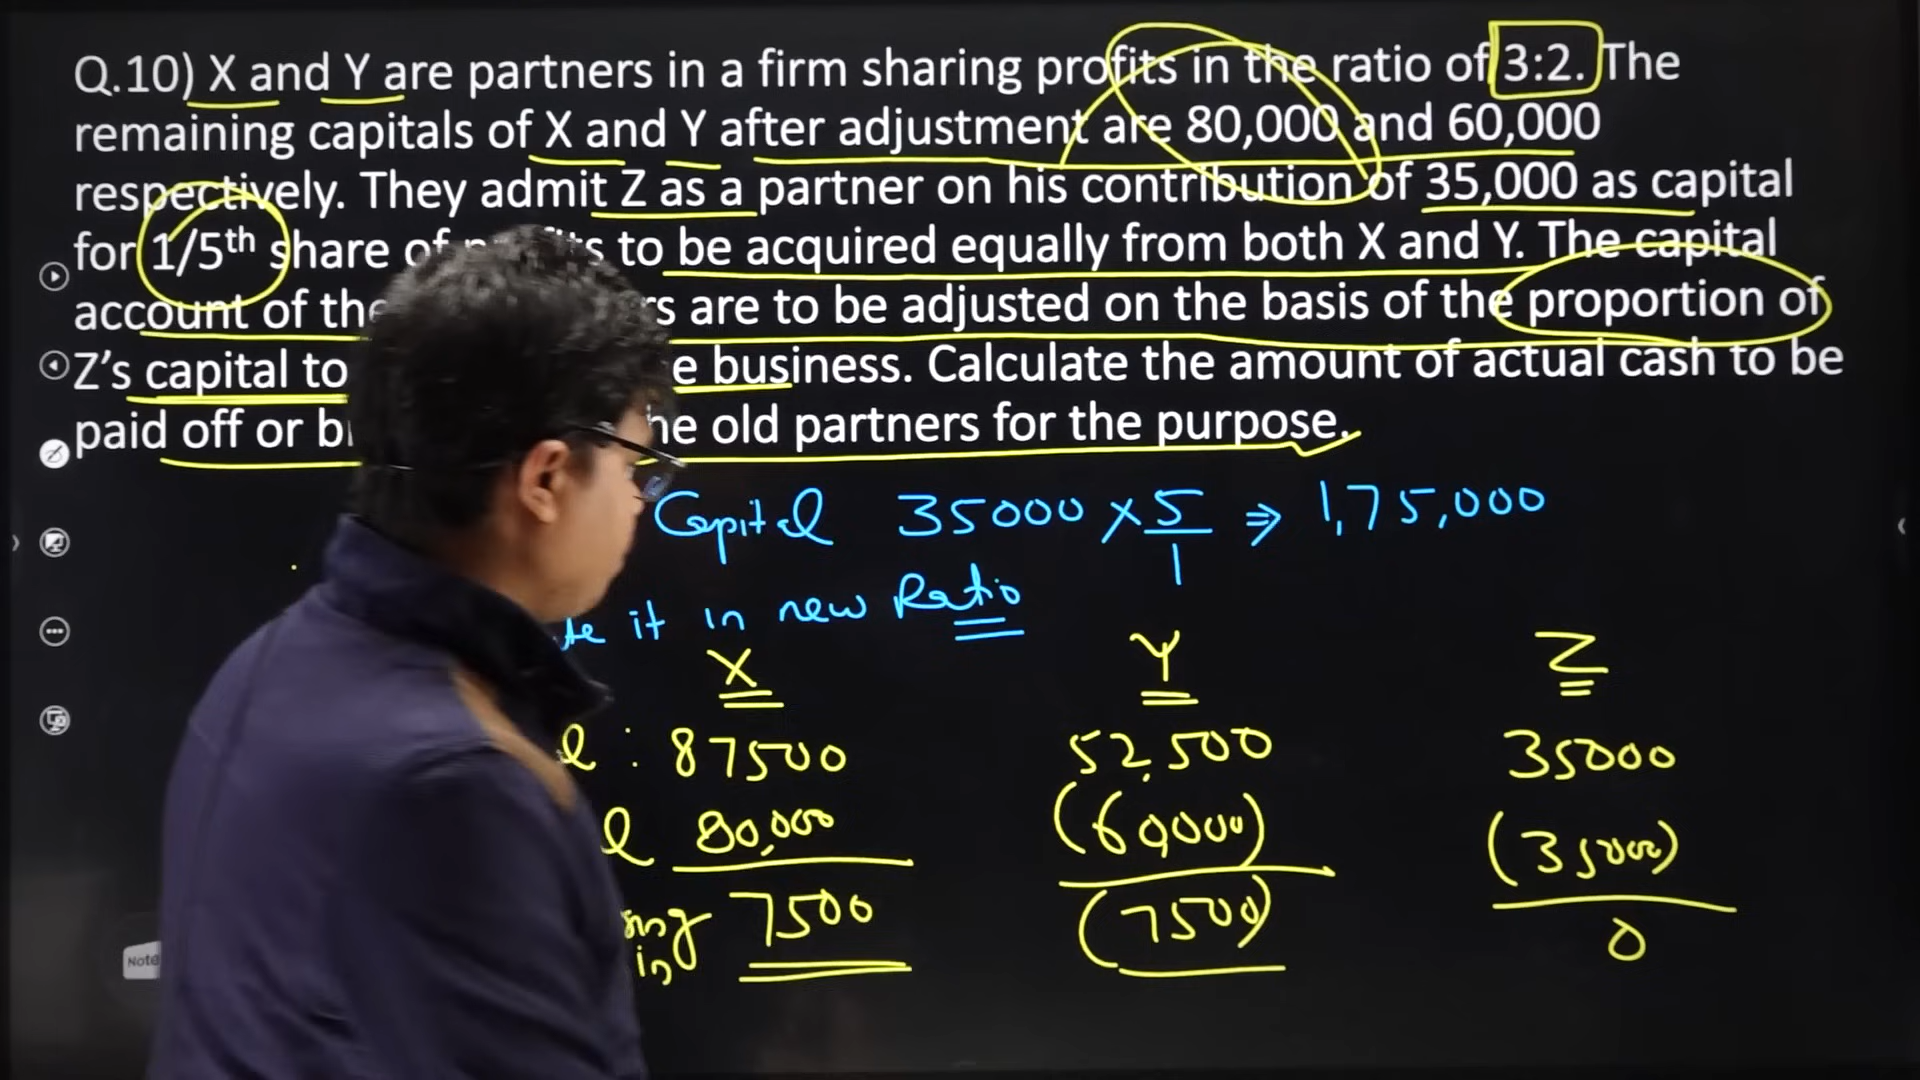 Q.10) X and Y are partners in a firm sharing profits in the ratio of 3:2. The
remaining capitals of X and Y after adjustment are 80,000 and 60,000
respectively. They admit Z as a partner on his contribution of 35,000 as capital
for 1/5th share of to be acquired equally from both X and Y. The capital
account of the are to be adjusted on the basis of the proportion of
Z's capital to business. Calculate the amount of actual cash to be
paid off or old partners for the purpose.
Capital 35000 × 5/1 ⇒ 1,75,000
it in new Ratio
X Y Z
: 87500 52,500 35000
80,000 (60,000) (35000)
7500 (7500) 0
in
Note